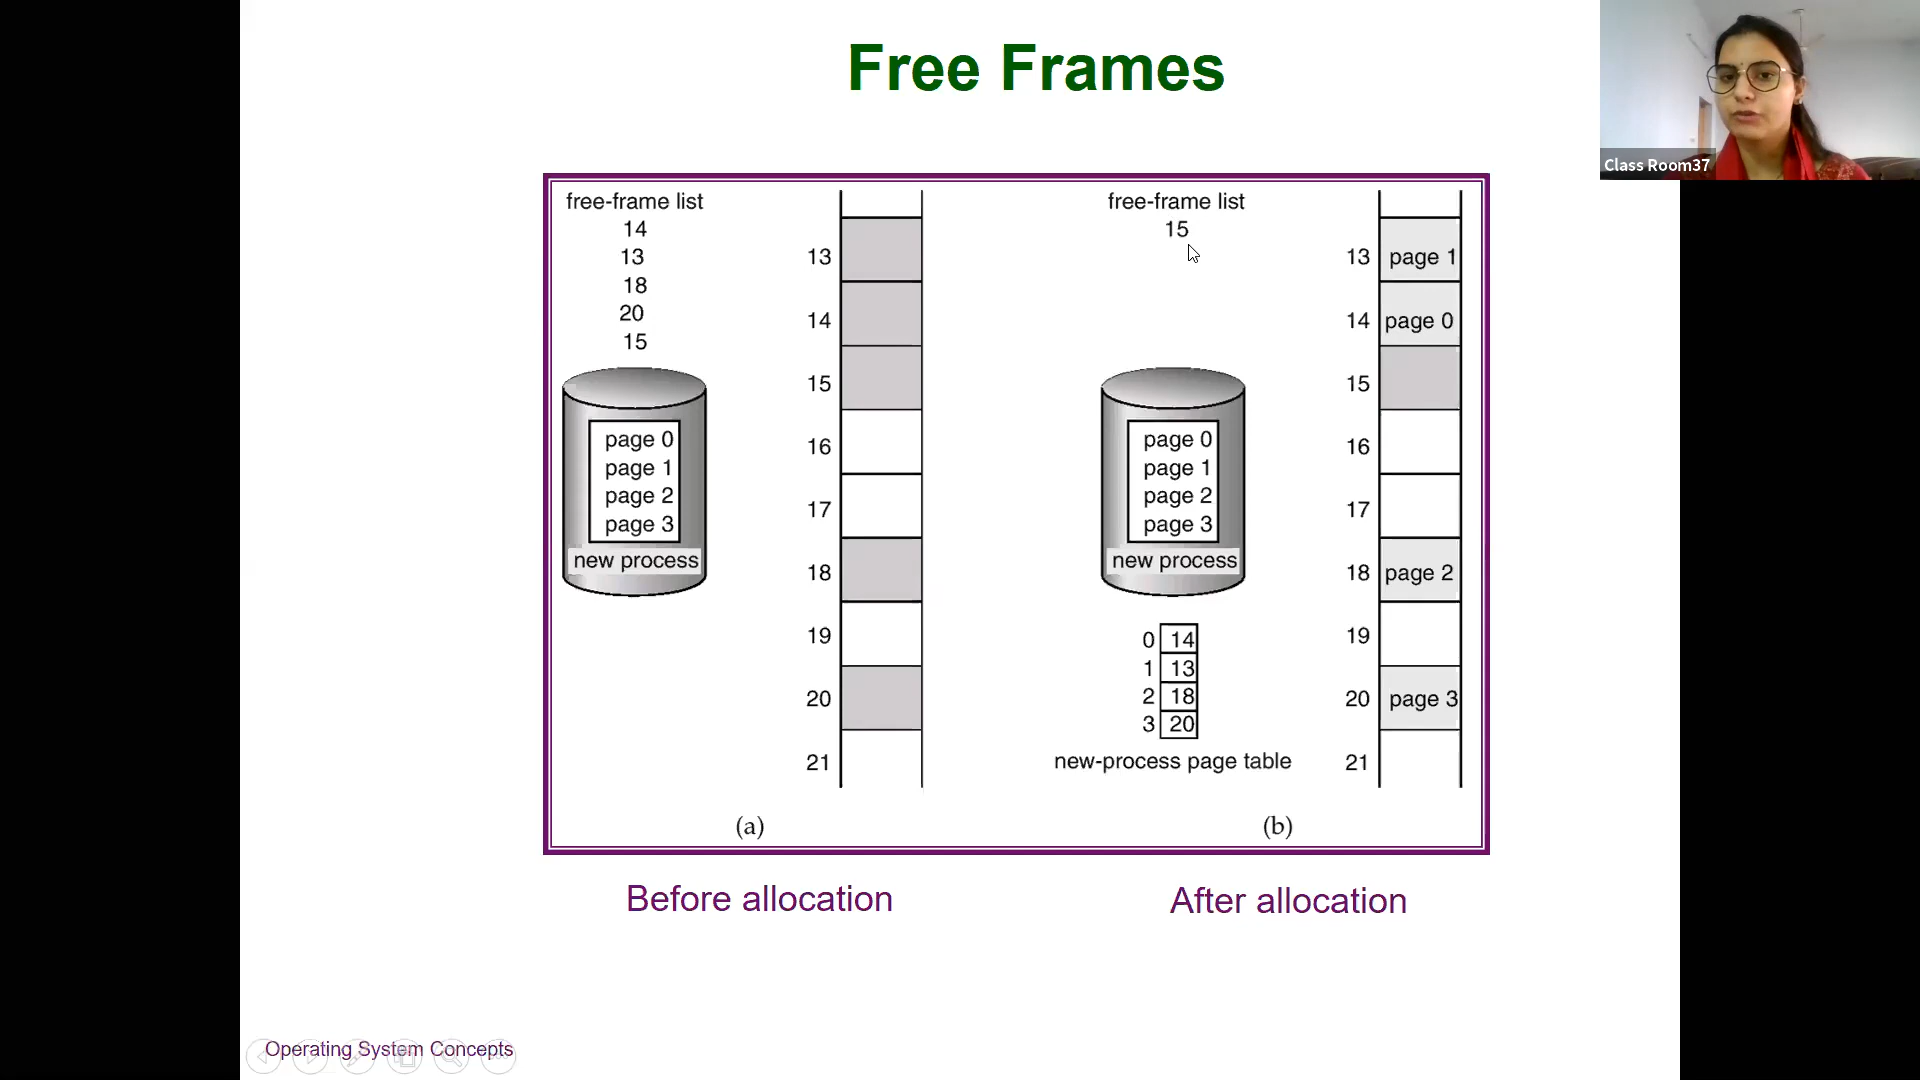 Free Frames
Class Room37
free-frame list
14
13
18
20
15
page 0
page 1
page 2
page 3
new process
13
14
15
16
17
18
19
20
21
(a)
free-frame list
15
page 0
page 1
page 2
page 3
new process
0 14
1 13
2 18
3 20
new-process page table
13 page 1
14 page 0
15
16
17
18 page 2
19
20 page 3
21
(b)
Before allocation
After allocation
Operating System Concepts